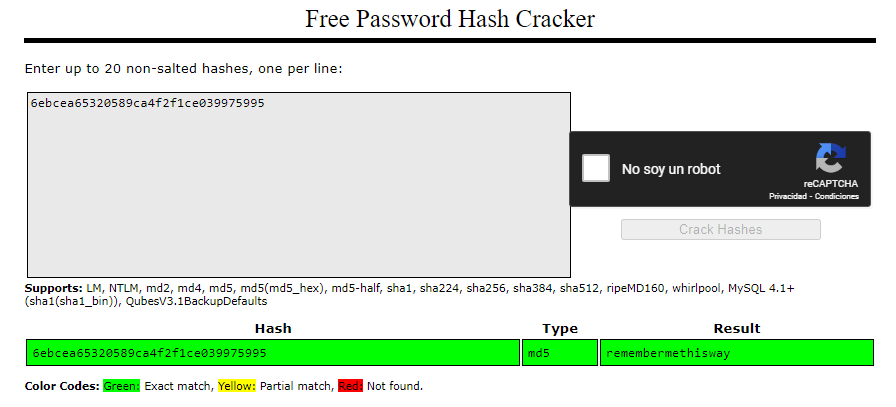 Free Password Hash Cracker
Enter up to 20 non-salted hashes, one per line:
6ebcea65320589ca4f2f1ce039975995
No soy un robot
reCAPTCHA
Privacidad - Condiciones
Crack Hashes
Supports: LM, NTLM, md2, md4, md5, md5(md5_hex), md5-half, sha1, sha224, sha256, sha384, sha512, ripeMD160, whirlpool, MySQL 4.1+
(sha1(sha1_bin)), QubesV3.1BackupDefaults
Hash Type Result
6ebcea65320589ca4f2f1ce039975995 md5 remembermethisway
Color Codes: Green: Exact match, Yellow: Partial match, Red: Not found.